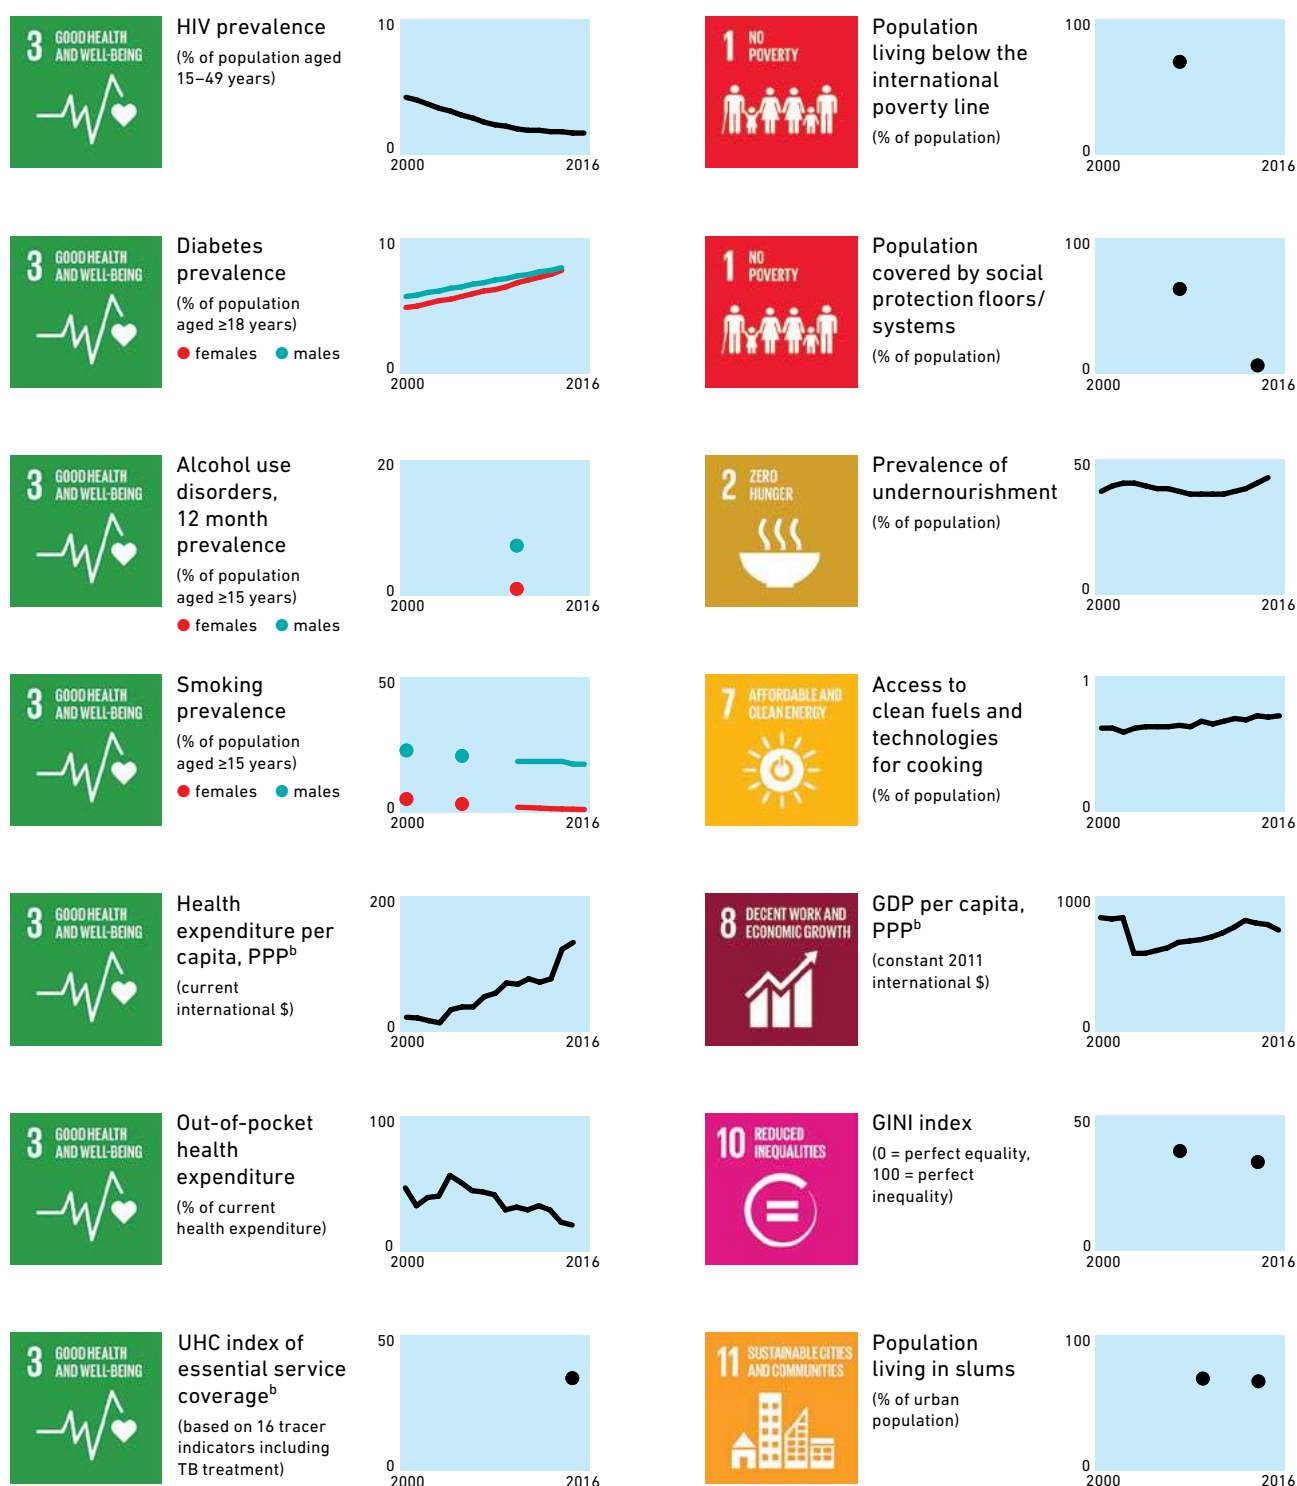 3 GOOD HEALTH
AND WELL-BEING
HIV prevalence
(% of population aged
15–49 years)
10
0
2000 2016
3 GOOD HEALTH
AND WELL-BEING
Diabetes
prevalence
(% of population
aged ≥18 years)
females males
10
0
2000 2016
3 GOOD HEALTH
AND WELL-BEING
Alcohol use
disorders,
12 month
prevalence
(% of population
aged ≥15 years)
females males
20
0
2000 2016
3 GOOD HEALTH
AND WELL-BEING
Smoking
prevalence
(% of population
aged ≥15 years)
females males
50
0
2000 2016
3 GOOD HEALTH
AND WELL-BEING
Health
expenditure per
capita, PPPb
(current
international $)
200
0
2000 2016
3 GOOD HEALTH
AND WELL-BEING
Out-of-pocket
health
expenditure
(% of current
health expenditure)
100
0
2000 2016
3 GOOD HEALTH
AND WELL-BEING
UHC index of
essential service
coverageb
(based on 16 tracer
indicators including
TB treatment)
50
0
2000 2016
1 NO
POVERTY
Population
living below the
international
poverty line
(% of population)
100
0
2000 2016
1 NO
POVERTY
Population
covered by social
protection floors/
systems
(% of population)
100
0
2000 2016
2 ZERO
HUNGER
Prevalence of
undernourishment
(% of population)
50
0
2000 2016
7 AFFORDABLE AND
CLEAN ENERGY
Access to
clean fuels and
technologies
for cooking
(% of population)
1
0
2000 2016
8 DECENT WORK AND
ECONOMIC GROWTH
GDP per capita,
PPPb
(constant 2011
international $)
1000
0
2000 2016
10 REDUCED
INEQUALITIES
GINI index
(0 = perfect equality,
100 = perfect
inequality)
50
0
2000 2016
11 SUSTAINABLE CITIES
AND COMMUNITIES
Population
living in slums
(% of urban
population)
100
0
2000 2016